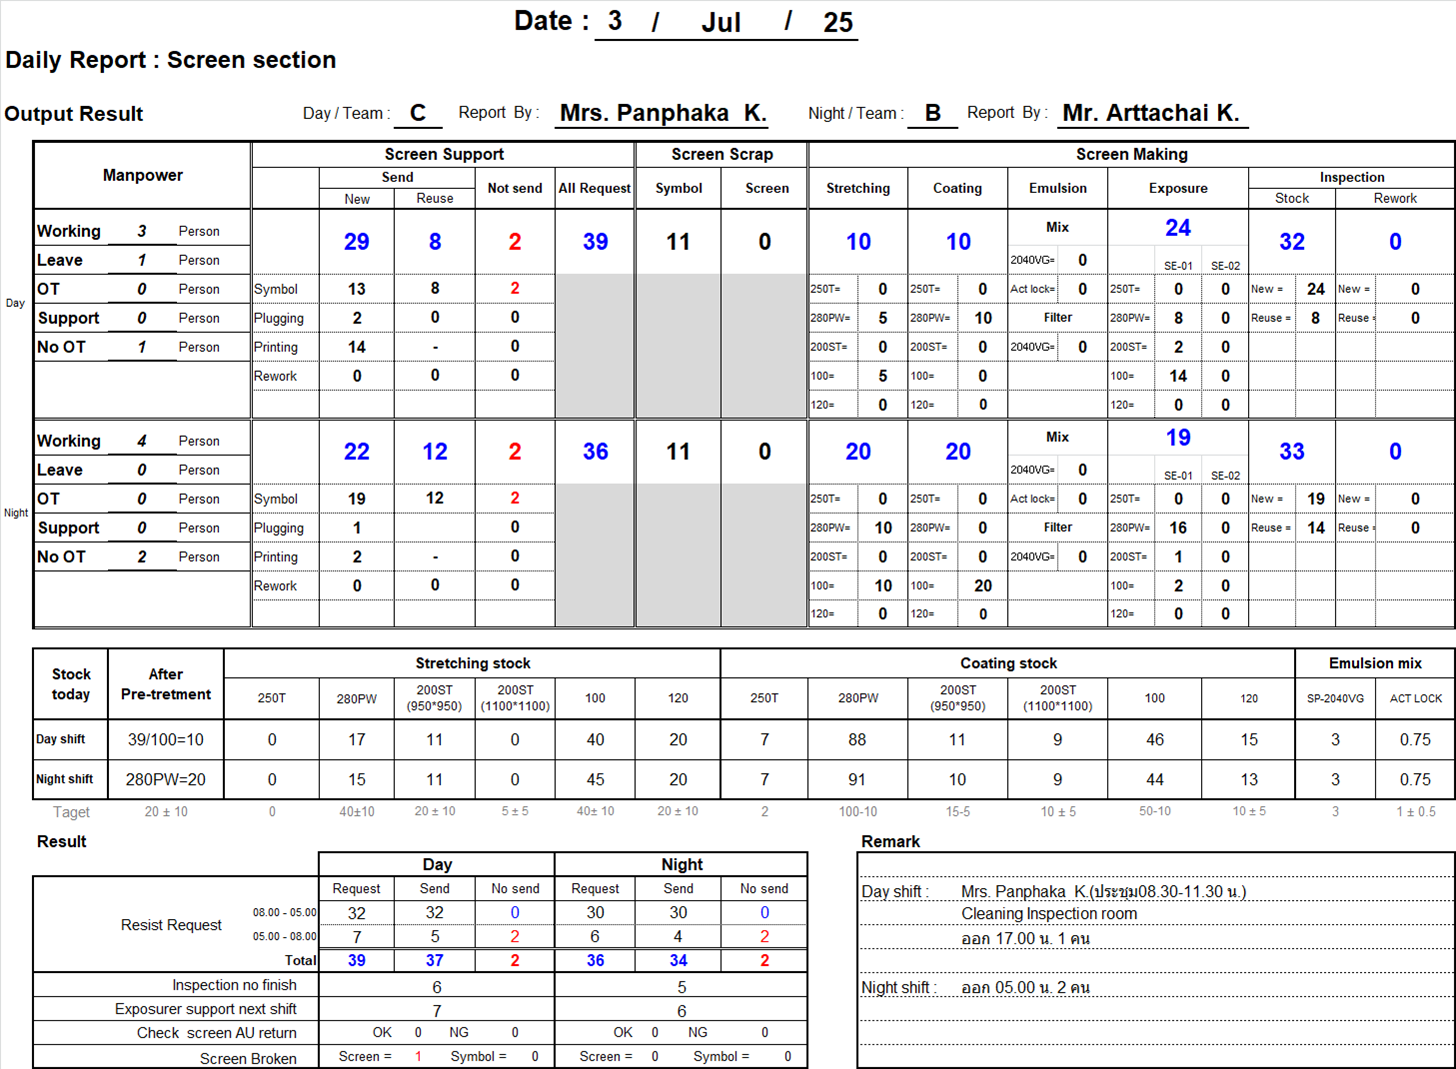 Date : 3 / Jul / 25
Daily Report : Screen section
Output Result Day / Team : C Report By : Mrs. Panphaka K. Night / Team : B Report By : Mr. Arttachai K.
Manpower Screen Support Screen Scrap Screen Making
Send Not send All Request Symbol Screen Stretching Coating Emulsion Exposure Inspection
New Reuse Stock Rework
Day
Working 3 Person 29 8 2 39 11 0 10 10 Mix 24 32 0
Leave 1 Person 2040VG= 0 SE-01 SE-02
OT 0 Person Symbol 13 8 2 250T= 0 250T= 0 Act lock= 0 250T= 0 0 New = 24 New = 0
Support 0 Person Plugging 2 0 0 280PW= 5 280PW= 10 Filter 280PW= 8 0 Reuse = 8 Reuse = 0
No OT 1 Person Printing 14 - 0 200ST= 0 200ST= 0 2040VG= 0 200ST= 2 0
Rework 0 0 0 100= 5 100= 0 100= 14 0
120= 0 120= 0 120= 0 0
Night
Working 4 Person 22 12 2 36 11 0 20 20 Mix 19 33 0
Leave 0 Person 2040VG= 0 SE-01 SE-02
OT 0 Person Symbol 19 12 2 250T= 0 250T= 0 Act lock= 0 250T= 0 0 New = 19 New = 0
Support 0 Person Plugging 1 0 280PW= 10 280PW= 0 Filter 280PW= 16 0 Reuse = 14 Reuse = 0
No OT 2 Person Printing 2 - 0 200ST= 0 200ST= 0 2040VG= 0 200ST= 1 0
Rework 0 0 0 100= 10 100= 20 100= 2 0
120= 0 120= 0 120= 0 0
Stock today After Pre-tretment Stretching stock Coating stock Emulsion mix
250T 280PW 200ST (950*950) 200ST (1100*1100) 100 120 250T 280PW 200ST (950*950) 200ST (1100*1100) 100 120 SP-2040VG ACT LOCK
Day shift 39/100=10 0 17 11 0 40 20 7 88 11 9 46 15 3 0.75
Night shift 280PW=20 0 15 11 0 45 20 7 91 10 9 44 13 3 0.75
Taget 20 ± 10 0 40±10 20 ± 10 5 ± 5 40± 10 20 ± 10 2 100-10 15-5 10 ± 5 50-10 10 ± 5 3 1 ± 0.5
Result
Day Night
Request Send No send Request Send No send
Resist Request 08.00 - 05.00 32 32 0 30 30 0
05.00 - 08.00 7 5 2 6 4 2
Total 39 37 2 36 34 2
Inspection no finish 6 5
Exposurer support next shift 7 6
Check screen AU return OK 0 NG 0 OK 0 NG 0
Screen Broken Screen = 1 Symbol = 0 Screen = 0 Symbol = 0
Remark
Day shift : Mrs. Panphaka K.(ประชุม08.30-11.30 น.)
Cleaning Inspection room
ออก 17.00 น. 1 คน
Night shift : ออก 05.00 น. 2 คน